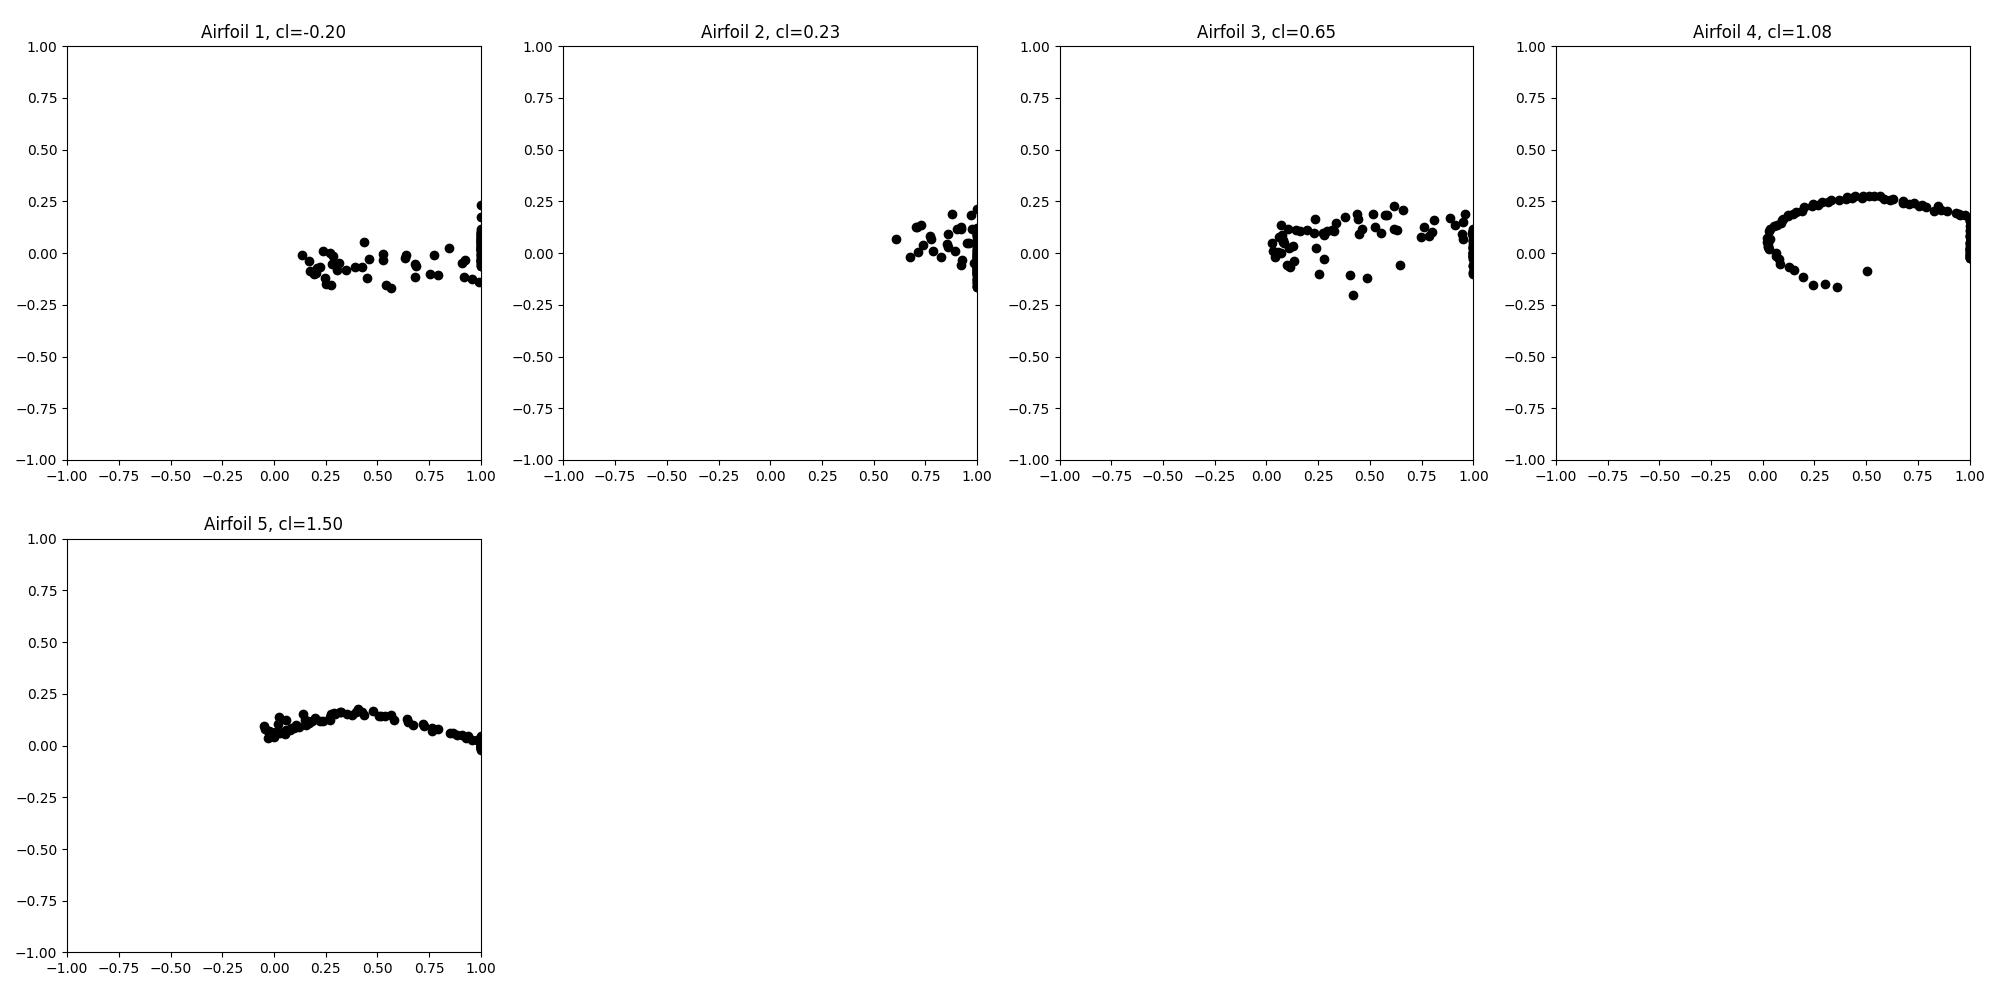 Airfoil 1, cl=-0.20
Airfoil 2, cl=0.23
Airfoil 3, cl=0.65
Airfoil 4, cl=1.08
1.00 1.00 1.00 1.00
0.75 0.75 0.75 0.75
0.50 0.50 0.50 0.50
0.25 0.25 0.25 0.25
0.00 0.00 0.00 0.00
−0.25 −0.25 −0.25 −0.25
−0.50 −0.50 −0.50 −0.50
−0.75 −0.75 −0.75 −0.75
−1.00 −1.00 −1.00 −1.00
−1.00 −0.75 −0.50 −0.25 0.00 0.25 0.50 0.75 1.00
−1.00 −0.75 −0.50 −0.25 0.00 0.25 0.50 0.75 1.00
−1.00 −0.75 −0.50 −0.25 0.00 0.25 0.50 0.75 1.00
−1.00 −0.75 −0.50 −0.25 0.00 0.25 0.50 0.75 1.00
Airfoil 5, cl=1.50
1.00
0.75
0.50
0.25
0.00
−0.25
−0.50
−0.75
−1.00
−1.00 −0.75 −0.50 −0.25 0.00 0.25 0.50 0.75 1.00